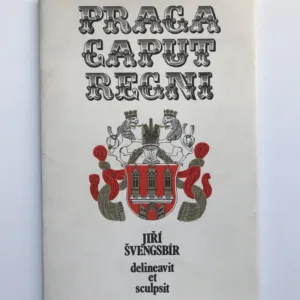 PRAGA
CAPUT
REGNI
JIŘÍ
ŠVENGSBÍR
delineavit
et
sculpsit